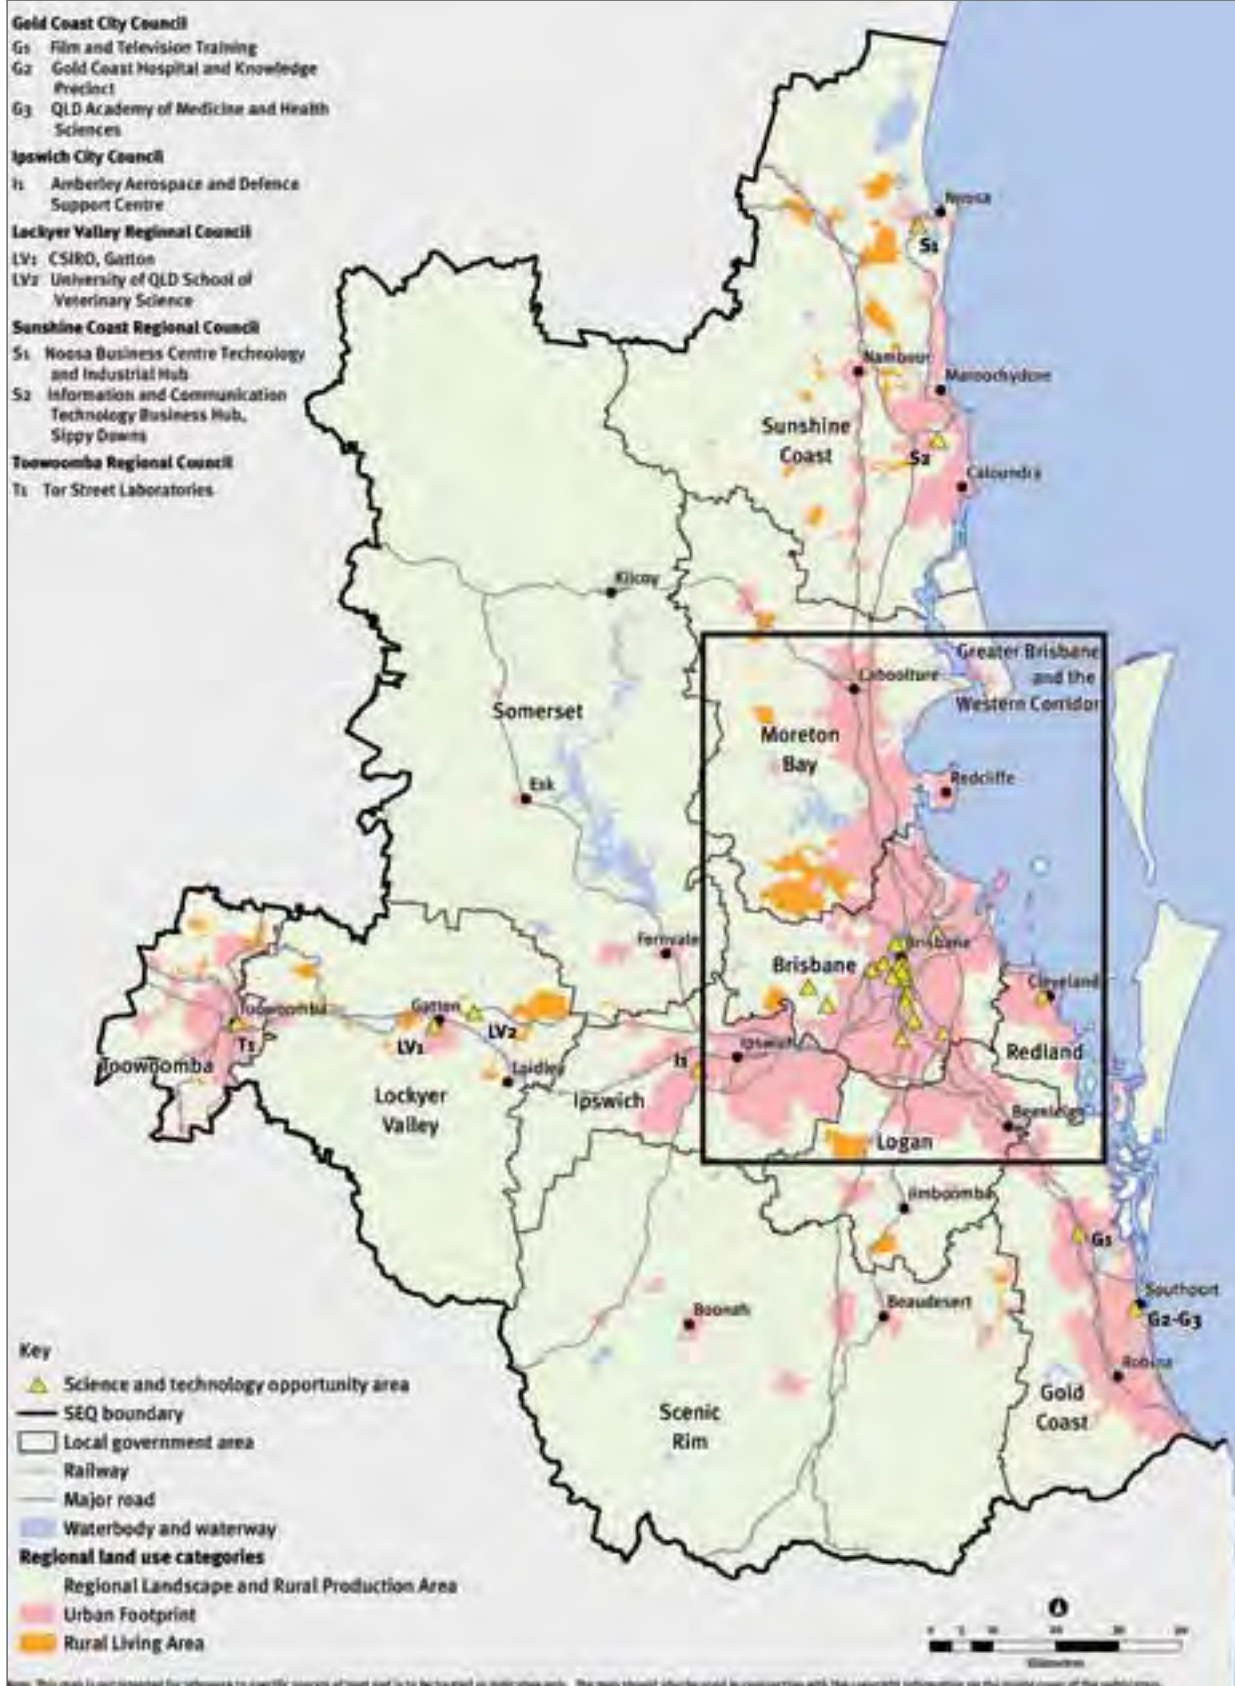 Gold Coast City Council
G1 Film and Television Training
G2 Gold Coast Hospital and Knowledge
Precinct
G3 QLD Academy of Medicine and Health
Sciences
Ipswich City Council
I1 Amberley Aerospace and Defence
Support Centre
Lockyer Valley Regional Council
LV1 CSIRO, Gatton
LV2 University of QLD School of
Veterinary Science
Sunshine Coast Regional Council
S1 Noosa Business Centre Technology
and Industrial Hub
S2 Information and Communication
Technology Business Hub,
Sippy Downs
Toowoomba Regional Council
T1 Tor Street Laboratories
Noosa
S1
Nambour
Maroochydore
Sunshine
Coast
S2
Caloundra
Kilcoy
Greater Brisbane
and the
Western Corridor
Caboolture
Somerset
Moreton
Bay
Redcliffe
Esk
Fernvale
Brisbane
Brisbane
Cleveland
Toowoomba
Gatton
LV2
T1
LV1
Ipswich
I1
Redland
Toowoomba
Laidley
Lockyer
Valley
Ipswich
Beenleigh
Logan
Jimboomba
G1
Southport
G2-G3
Boonah
Beaudesert
Robina
Gold
Coast
Scenic
Rim
Key
Science and technology opportunity area
SEQ boundary
Local government area
Railway
Major road
Waterbody and waterway
Regional land use categories
Regional Landscape and Rural Production Area
Urban Footprint
Rural Living Area
0 5 10 20 30
Kilometres